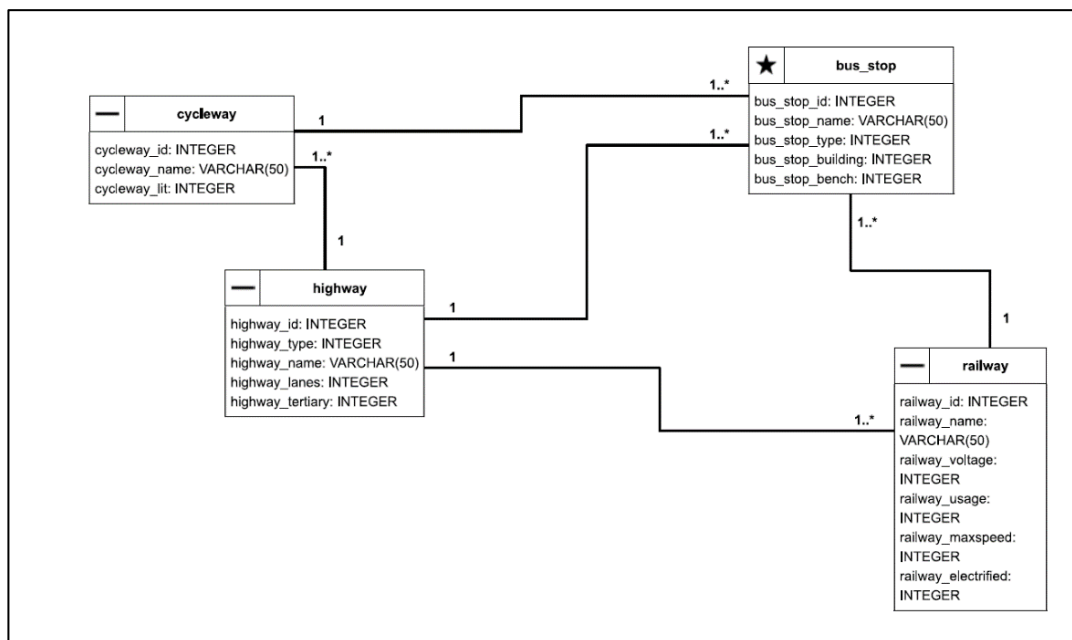 bus_stop
bus_stop_id: INTEGER
bus_stop_name: VARCHAR(50)
bus_stop_type: INTEGER
bus_stop_building: INTEGER
bus_stop_bench: INTEGER
1..*
1..*
1..*
cycleway
cycleway_id: INTEGER
cycleway_name: VARCHAR(50)
cycleway_lit: INTEGER
1
1..*
1
highway
highway_id: INTEGER
highway_type: INTEGER
highway_name: VARCHAR(50)
highway_lanes: INTEGER
highway_tertiary: INTEGER
1
1
1
1..*
railway
railway_id: INTEGER
railway_name:
VARCHAR(50)
railway_voltage:
INTEGER
railway_usage:
INTEGER
railway_maxspeed:
INTEGER
railway_electrified:
INTEGER